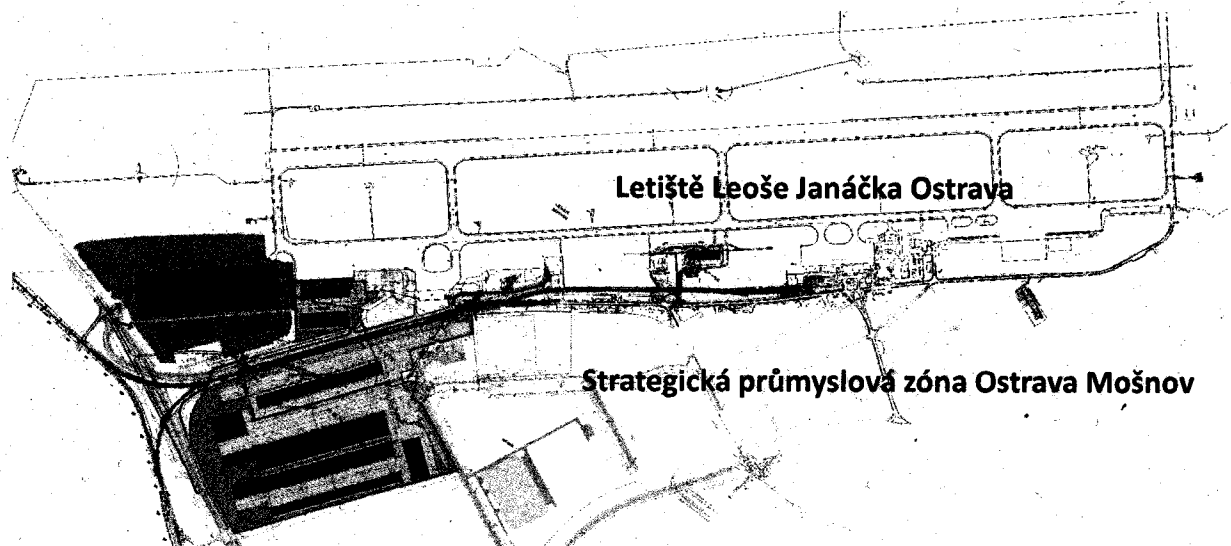 Letiště Leoše Janáčka Ostrava
Strategická průmyslová zóna Ostrava Mošnov